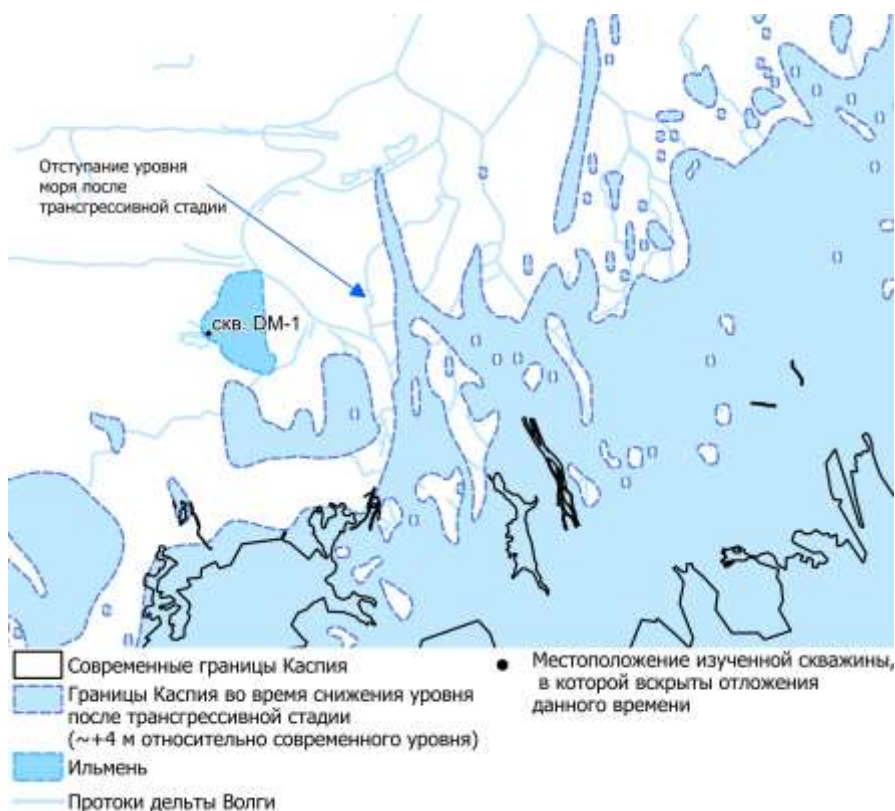 Отступание уровня
моря после
трансгрессивной стадии
скв. DM-1
Современные границы Каспия
Границы Каспия во время снижения уровня
после трансгрессивной стадии
(~+4 м относительно современного уровня)
Ильмень
Протоки дельты Волги
Местоположение изученной скважины,
в которой вскрыты отложения
данного времени